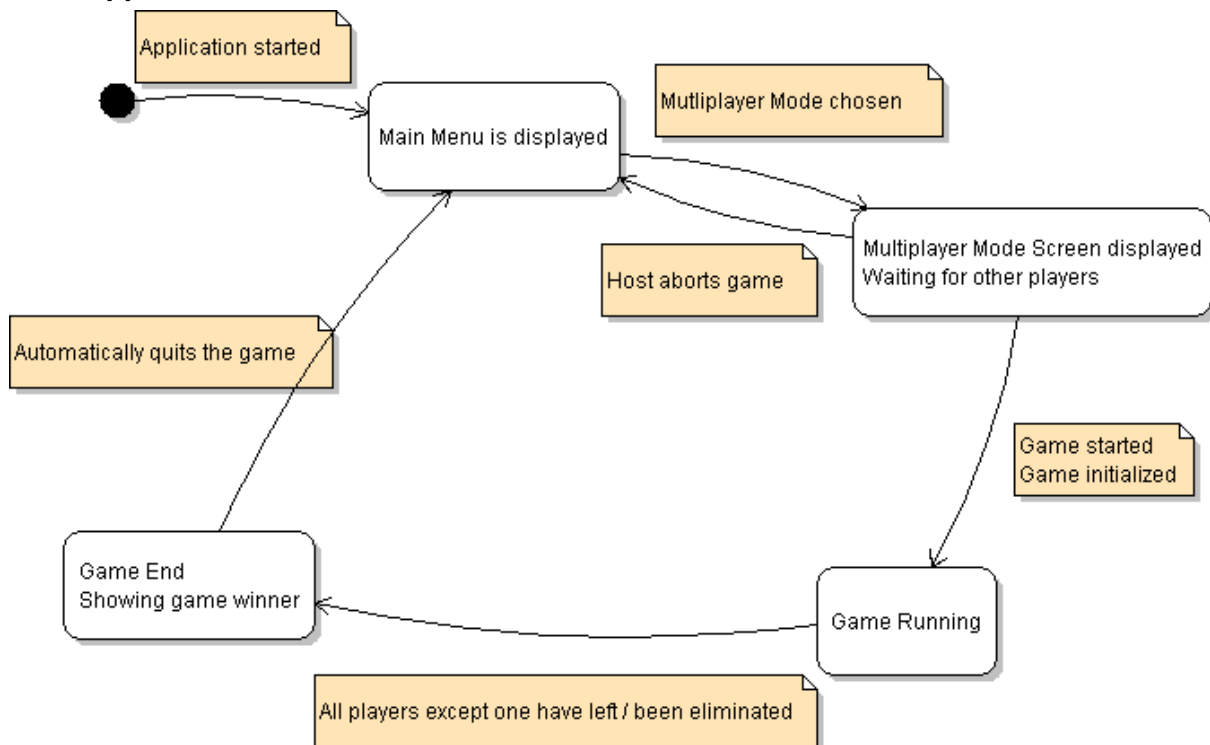 Application started
Main Menu is displayed
Mutliplayer Mode chosen
Multiplayer Mode Screen displayed
Waiting for other players
Host aborts game
Automatically quits the game
Game started
Game initialized
Game End
Showing game winner
Game Running
All players except one have left / been eliminated